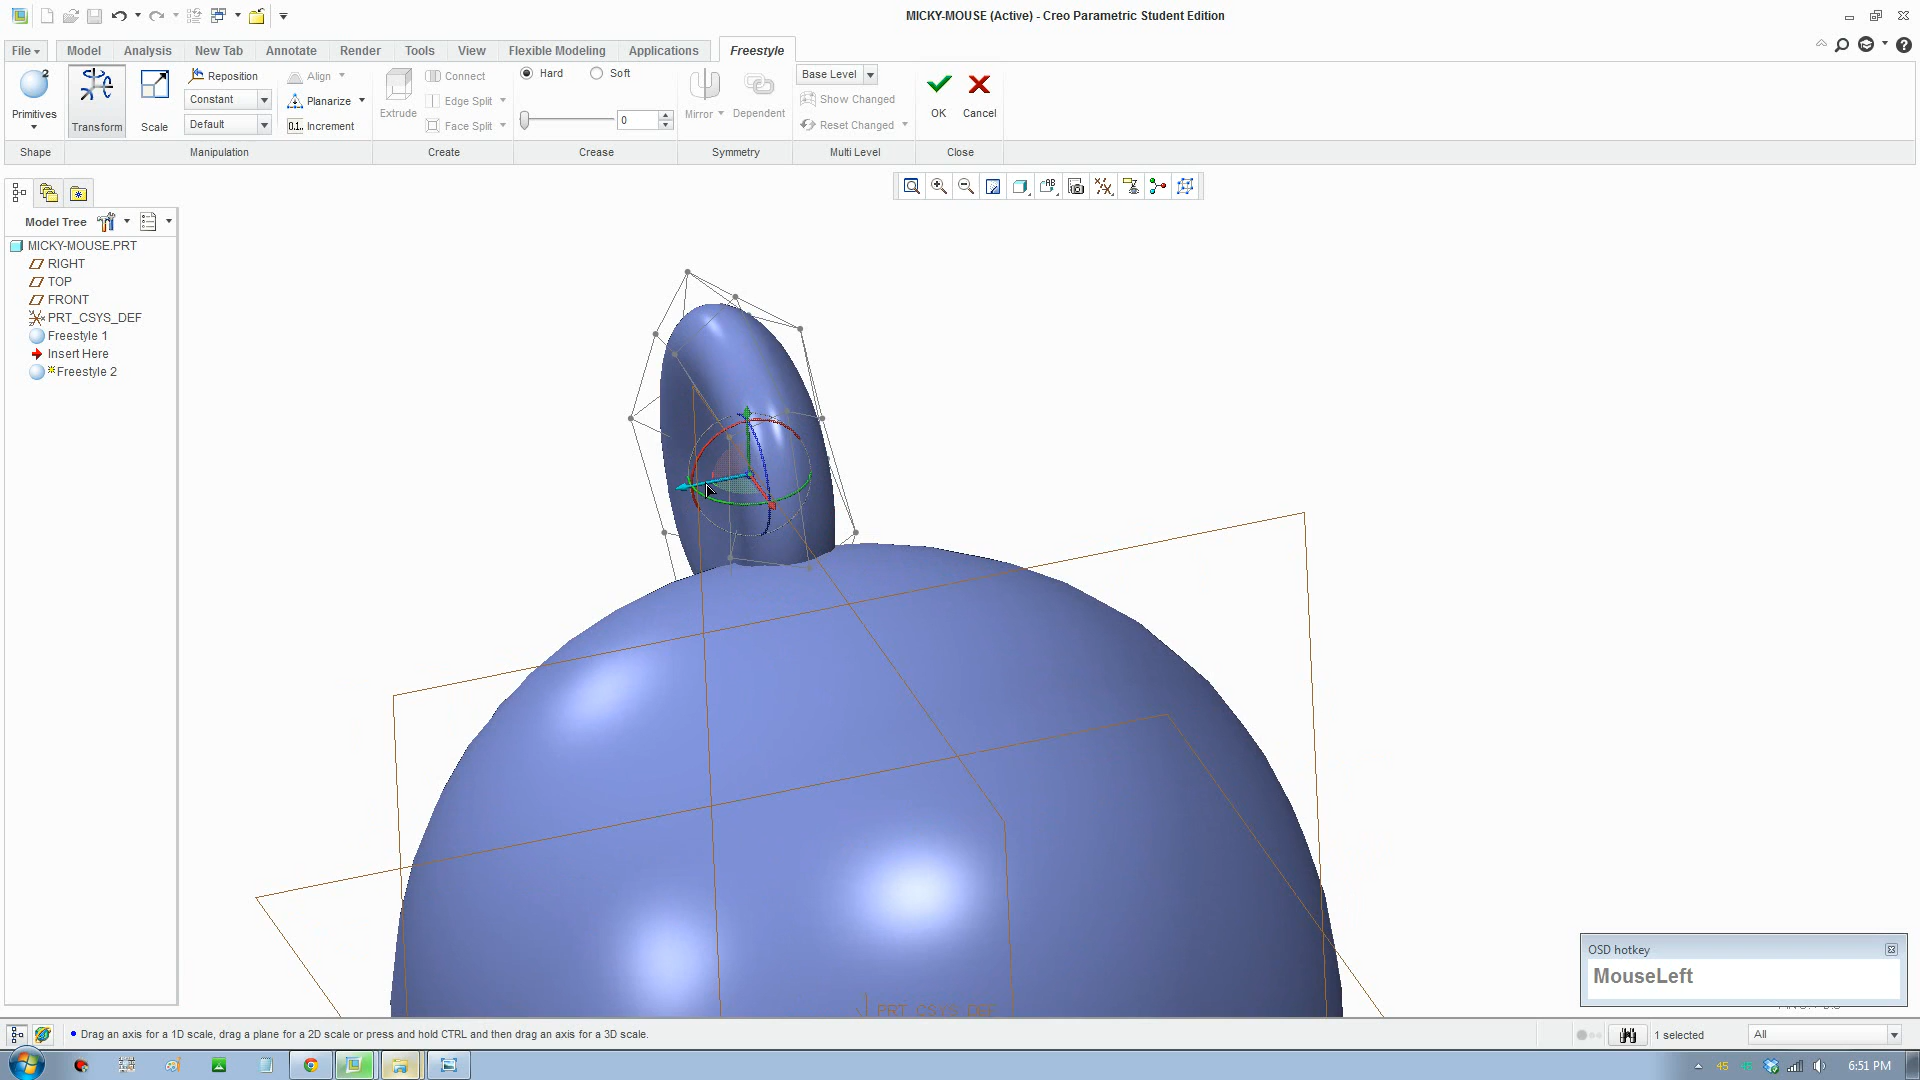 MICKY-MOUSE (Active) - Creo Parametric Student Edition
File Model Analysis New Tab Annotate Render Tools View Flexible Modeling Applications Freestyle
Primitives
Transform
Scale
Reposition
Constant
Default
Align
Planarize
0.1.. Increment
Extrude
Connect
Edge Split
Face Split
Hard Soft
0
Mirror
Dependent
Base Level
Show Changed
Reset Changed
OK
Cancel
Shape Manipulation Create Crease Symmetry Multi Level Close
Model Tree
MICKY-MOUSE.PRT
RIGHT
TOP
FRONT
PRT_CSYS_DEF
Freestyle 1
Insert Here
Freestyle 2
PRT_CSYS_DEF
OSD hotkey
MouseLeft
Drag an axis for a 1D scale, drag a plane for a 2D scale or press and hold CTRL and then drag an axis for a 3D scale.
1 selected
All
45
6:51 PM